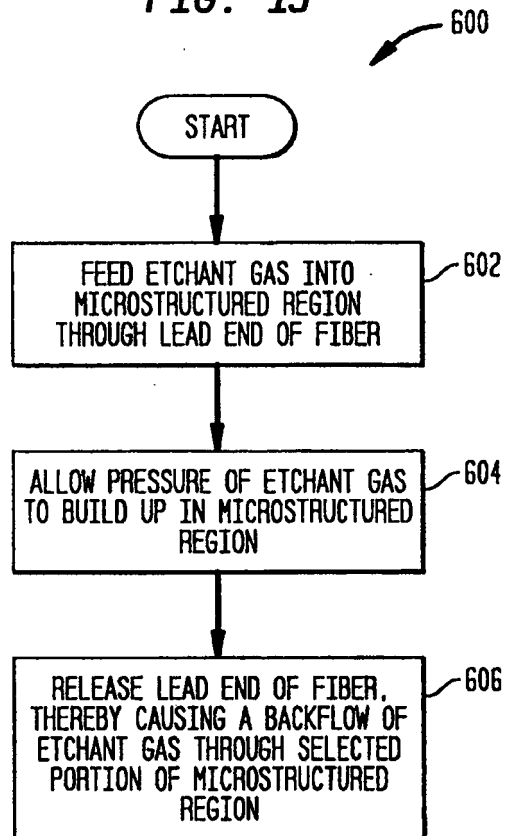 FIG. 15
600
START
FEED ETCHANT GAS INTO
MICROSTRUCTURED REGION
THROUGH LEAD END OF FIBER
602
ALLOW PRESSURE OF ETCHANT GAS
TO BUILD UP IN MICROSTRUCTURED
REGION
604
RELEASE LEAD END OF FIBER,
THEREBY CAUSING A BACKFLOW OF
ETCHANT GAS THROUGH SELECTED
PORTION OF MICROSTRUCTURED
REGION
606